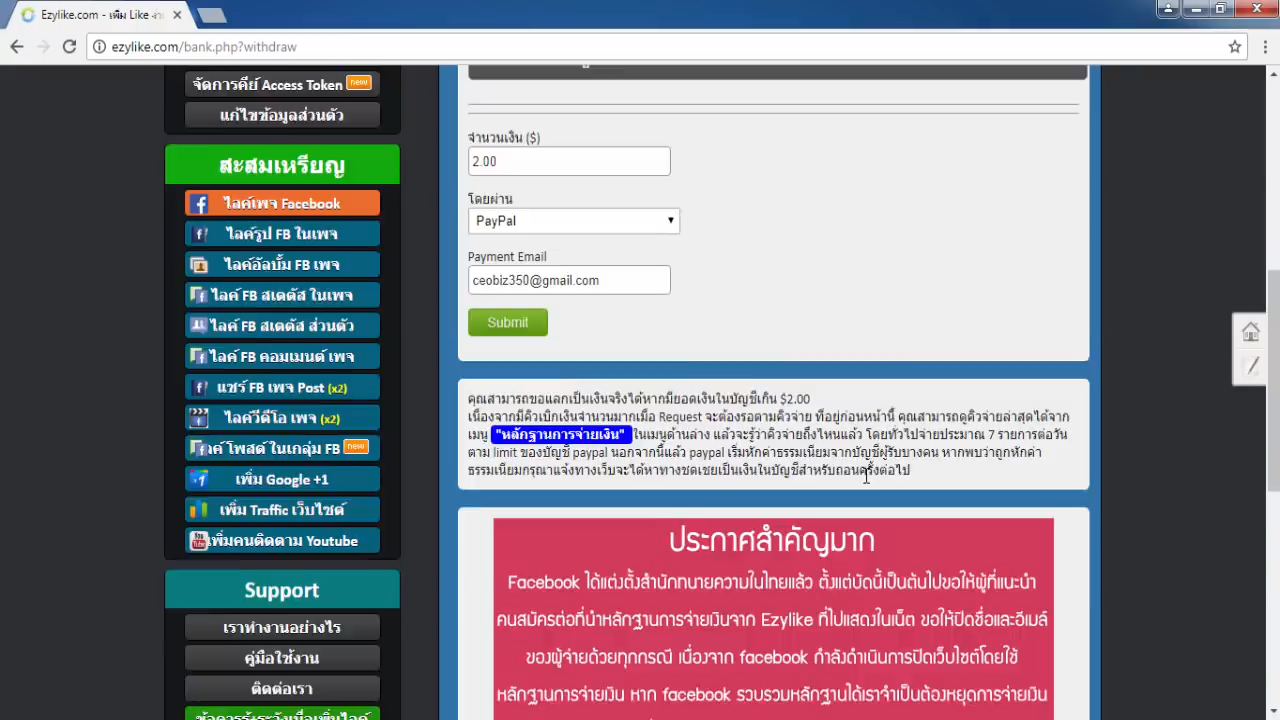 Ezylike.com - เพิ่ม Like ง่า
ezylike.com/bank.php?withdraw
จัดการคีย์ Access Token new
แก้ไขข้อมูลส่วนตัว
สะสมเหรียญ
ไลค์เพจ Facebook
ไลค์รูป FB ในเพจ
ไลค์อัลบั้ม FB เพจ
ไลค์ FB สเตตัส ในเพจ
ไลค์ FB สเตตัส ส่วนตัว
ไลค์ FB คอมเมนต์ เพจ
แชร์ FB เพจ Post (x2)
ไลค์วีดีโอ เพจ (x2)
ค์ โพสต์ ในเกลุ่ม FB new
เพิ่ม Google +1
เพิ่ม Traffic เว็บไซต์
เพิ่มคนติดตาม Youtube
Support
เราทำงานอย่างไร
คู่มือใช้งาน
ติดต่อเรา
ข้อควรระวังเมื่อเพิ่มไลค์
จำนวนเงิน ($)
2.00
โดยผ่าน
PayPal
Payment Email
ceobiz350@gmail.com
Submit
คุณสามารถขอแลกเป็นเงินจริงได้หากมียอดเงินในบัญชีเกิน $2.00
เนื่องจากมีคิวเบิกเงินจำนวนมากเมื่อ Request จะต้องรอตามคิวจ่าย ที่อยู่ก่อนหน้านี้ คุณสามารถดูคิวจ่ายล่าสุดได้จาก
เมนู "หลักฐานการจ่ายเงิน" ในเมนูด้านล่าง แล้วจะรู้ว่าคิวจ่ายถึงไหนแล้ว โดยทั่วไปจ่ายประมาณ 7 รายการต่อวัน
ตาม limit ของบัญชี paypal นอกจากนี้แล้ว paypal เริ่มหักค่าธรรมเนียมจากบัญชีผู้รับบางคน หากพบว่าถูกหักค่า
ธรรมเนียมกรุณาแจ้งทางเว็บจะได้หาทางชดเชยเป็นเงินในบัญชีสำหรับถอนครั้งต่อไป
ประกาศสำคัญมาก
Facebook ได้แต่งตั้งสำนักทนายความในไทยแล้ว ตั้งแต่บัดนี้เป็นต้นไปขอให้ผู้ที่แนะนำ
คนสมัครต่อที่นำหลักฐานการจ่ายเงินจาก Ezylike ที่ไปแสดงในเน็ต ขอให้ปิดชื่อและอีเมล์
ของผู้จ่ายด้วยทุกกรณี เนื่องจาก facebook กำลังดำเนินการปิดเว็บไซต์โดยใช้
หลักฐานการจ่ายเงิน หาก facebook รวบรวมหลักฐานได้เราจำเป็นต้องหยุดการจ่ายเงิน